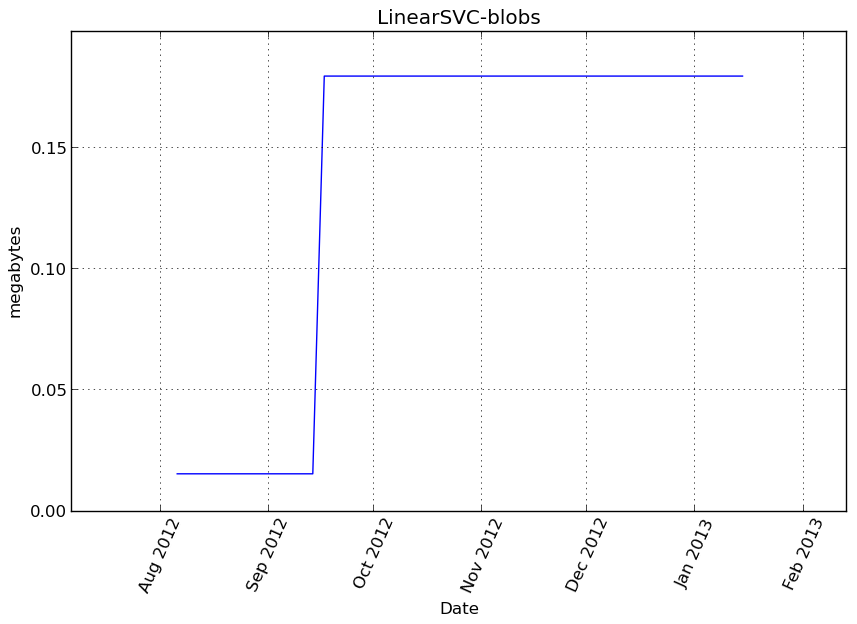 LinearSVC-blobs
megabytes
0.15
0.10
0.05
0.00
Aug 2012
Sep 2012
Oct 2012
Nov 2012
Dec 2012
Jan 2013
Feb 2013
Date